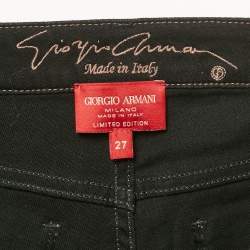 Giorgio Armani
Made in Italy
GIORGIO ARMANI
MILANO
MADE IN ITALY
LIMITED EDITION
27